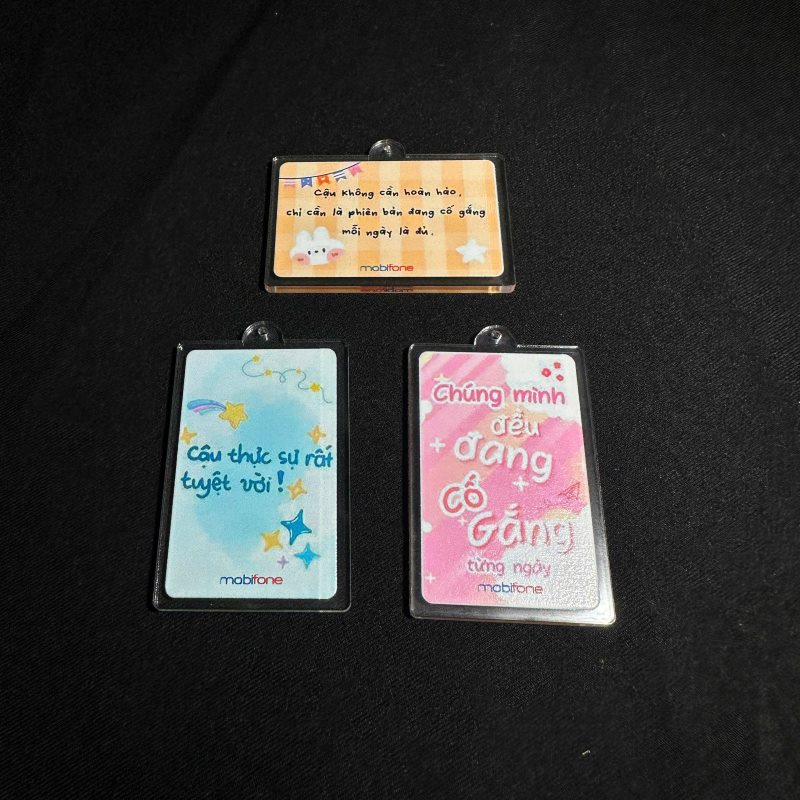 Cậu không cần hoàn hảo,
chỉ cần là phiên bản đang cố gắng
mỗi ngày là đủ.
mobifone
Cậu thực sự rất
tuyệt vời!
mobifone
Chúng mình
đều
đang
cố
Gắng
từng ngày
mobifone